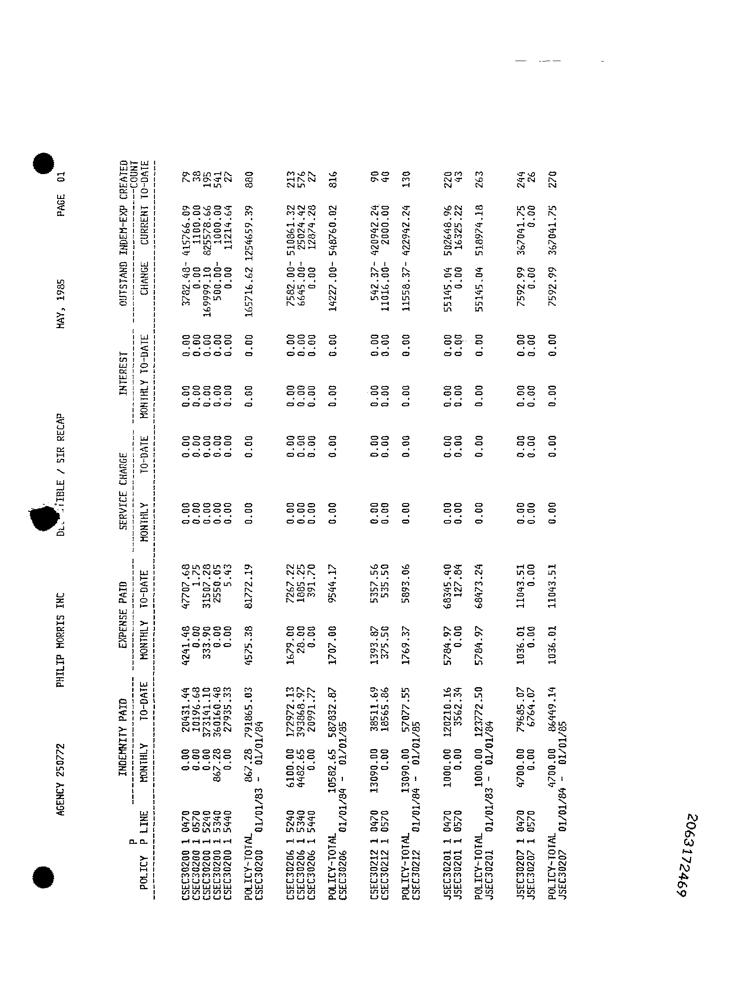 AGENCY 250772 PHILIP MORRIS INC DE TIBLE / SIR RECAP MAY, 1985 PAGE 01
P INDEMNITY PAID EXPENSE PAID SERVICE CHARGE INTEREST OUTSTAND INDEM-EXP CREATED
COUNT
POLICY P LINE MONTHLY TO-DATE MONTHLY TO-DATE MONTHLY TO-DATE MONTHLY TO-DATE CHANGE CURRENT TO-DATE
CSEC30200 1 0470 0.00 20431.44 4241.48 47707.68 0.00 0.00 0.00 0.00 3782.48- 415766.09 79
CSEC30200 1 0570 0.00 10196.68 0.00 1.75 0.00 0.00 0.00 0.00 0.00 1100.00 38
CSEC30200 1 5240 0.00 373141.10 333.90 31507.28 0.00 0.00 0.00 0.00 169999.10 825578.66 195
CSEC30200 1 5340 867.28 360160.48 0.00 2550.05 0.00 0.00 0.00 0.00 500.00- 1000.00 541
CSEC30200 1 5440 0.00 27935.33 0.00 5.43 0.00 0.00 0.00 0.00 0.00 11214.64 27
POLICY-TOTAL 867.28 791865.03 4575.38 81772.19 0.00 0.00 0.00 0.00 165716.62 1254659.39 880
CSEC30200 01/01/83 - 01/01/84
CSEC30206 1 5240 6100.00 172972.13 1679.00 7267.22 0.00 0.00 0.00 0.00 7582.00- 510861.32 213
CSEC30206 1 5340 4482.65 393868.97 28.00 1885.25 0.00 0.00 0.00 0.00 6645.00- 25024.42 576
CSEC30206 1 5440 0.00 20991.77 0.00 391.70 0.00 0.00 0.00 0.00 0.00 12874.28 27
POLICY-TOTAL 10582.65 587832.87 1707.00 9544.17 0.00 0.00 0.00 0.00 14227.00- 548760.02 816
CSEC30206 01/01/84 - 01/01/85
CSEC30212 1 0470 13090.00 38511.69 1393.87 5357.56 0.00 0.00 0.00 0.00 542.37- 420942.24 90
CSEC30212 1 0570 0.00 18565.86 375.50 535.50 0.00 0.00 0.00 0.00 11016.00- 2000.00 40
POLICY-TOTAL 13090.00 57077.55 1769.37 5893.06 0.00 0.00 0.00 0.00 11558.37- 422942.24 130
CSEC30212 01/01/84 - 01/01/85
JSEC30201 1 0470 1000.00 120210.16 5784.97 68345.40 0.00 0.00 0.00 0.00 55145.04 502648.96 220
JSEC30201 1 0570 0.00 3562.34 0.00 127.84 0.00 0.00 0.00 0.00 0.00 16325.22 43
POLICY-TOTAL 1000.00 123772.50 5784.97 68473.24 0.00 0.00 0.00 0.00 55145.04 518974.18 263
JSEC30201 01/01/83 - 01/01/84
JSEC30207 1 0470 4700.00 79685.07 1036.01 11043.51 0.00 0.00 0.00 0.00 7592.99 367041.75 244
JSEC30207 1 0570 0.00 6764.07 0.00 0.00 0.00 0.00 0.00 0.00 0.00 0.00 26
POLICY-TOTAL 4700.00 86449.14 1036.01 11043.51 0.00 0.00 0.00 0.00 7592.99 367041.75 270
JSEC30207 01/01/84 - 01/01/85
2063172469